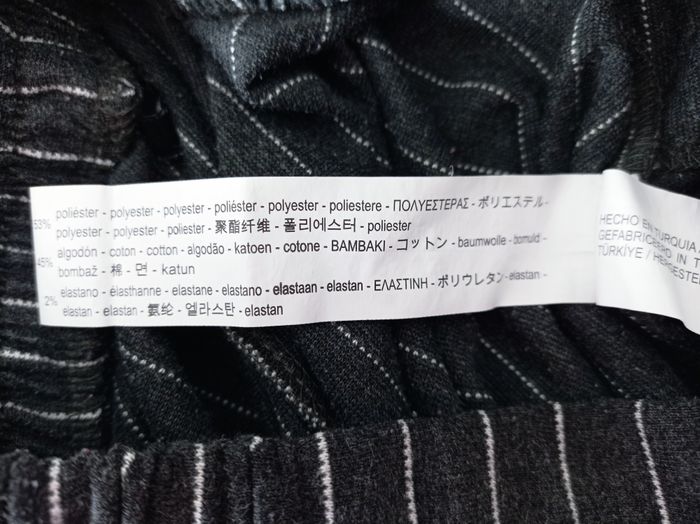 53% poliéster - polyester - polyester - poliéster - polyester - poliestere - ΠΟΛΥΕΣΤΕΡΑΣ - ポリエステル -
polyester - polyester - poliester - 聚酯纤维 - 폴리에스터 - poliester
45% algodón - coton - cotton - algodão - katoen - cotone - ΒΑΜΒΑΚΙ - コットン - baumwolle - bomuld -
bombaž - 棉 - 면 - katun
2% elastano - élasthanne - elastane - elastano - elastaan - elastan - ΕΛΑΣΤΙΝΗ - ポリウレタン - elastan -
elastan - elastan - 氨纶 - 엘라스탄 - elastan
HECHO EN TURQUIA
GEFABRICEERD IN T
TÜRKİYE /